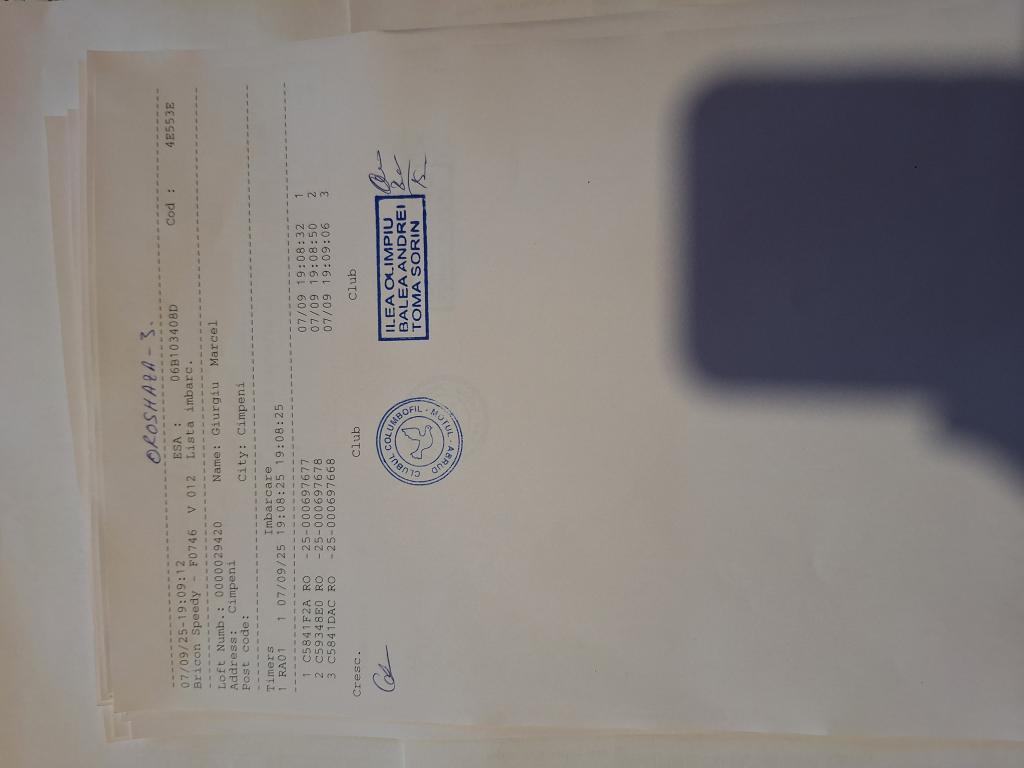 OROSHAZA-3.
07/09/25-19:09:12 ESA : 06B103408D Cod : 4E553E
Bricon Speedy - F0746 V 012 Lista imbarc.
Loft Numb.: 0000029420 Name: Giurgiu Marcel
Address: Cimpeni
Post code: City: Cimpeni
Timers Imbarcare
1 RA01 1 07/09/25 19:08:25 19:08:25
1 C5841F2A RO -25-000697677 07/09 19:08:32 1
2 C59348E0 RO -25-000697678 07/09 19:08:50 2
3 C5841DAC RO -25-000697668 07/09 19:09:06 3
Cresc. Club Club
CLUBUL COLUMBOFIL - MOTUL - ABRUD
ILEA OLIMPIU
BALEA ANDREI
TOMA SORIN